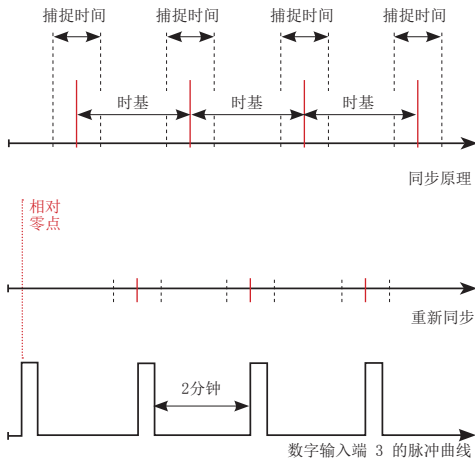 捕捉时间 捕捉时间 捕捉时间 捕捉时间
时基 时基 时基
同步原理
相对
零点
重新同步
2分钟
数字输入端 3 的脉冲曲线